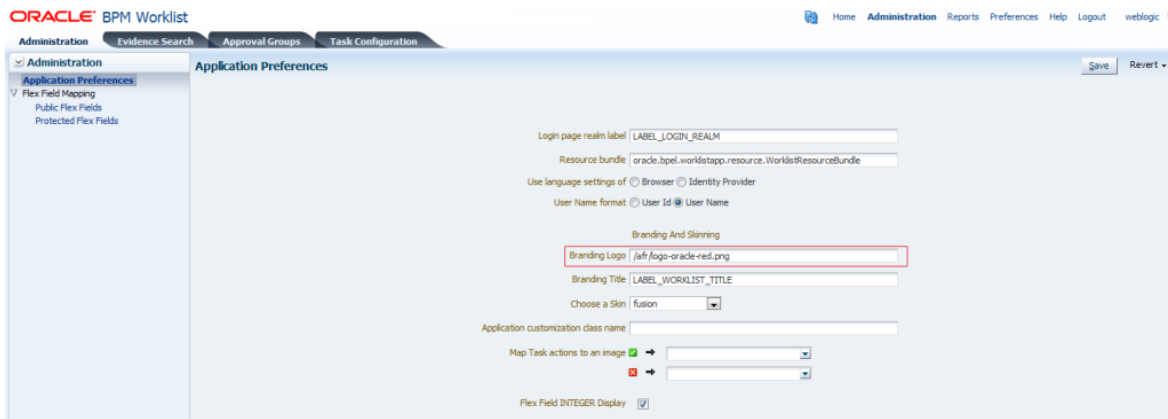 ORACLE BPM Worklist
Home Administration Reports Preferences Help Logout weblogic
Administration Evidence Search Approval Groups Task Configuration
Administration
Application Preferences
Flex Field Mapping
Public Flex Fields
Protected Flex Fields
Application Preferences
Save Revert
Login page realm label LABEL_LOGIN_REALM
Resource bundle oracle.bpel.worklistapp.resource.WorklistResourceBundle
Use language settings of Browser Identity Provider
User Name format User Id User Name
Branding And Skinning
Branding Logo /afr/logo-oracle-red.png
Branding Title LABEL_WORKLIST_TITLE
Choose a Skin fusion
Application customization class name
Map Task actions to an image
Flex Field INTEGER Display